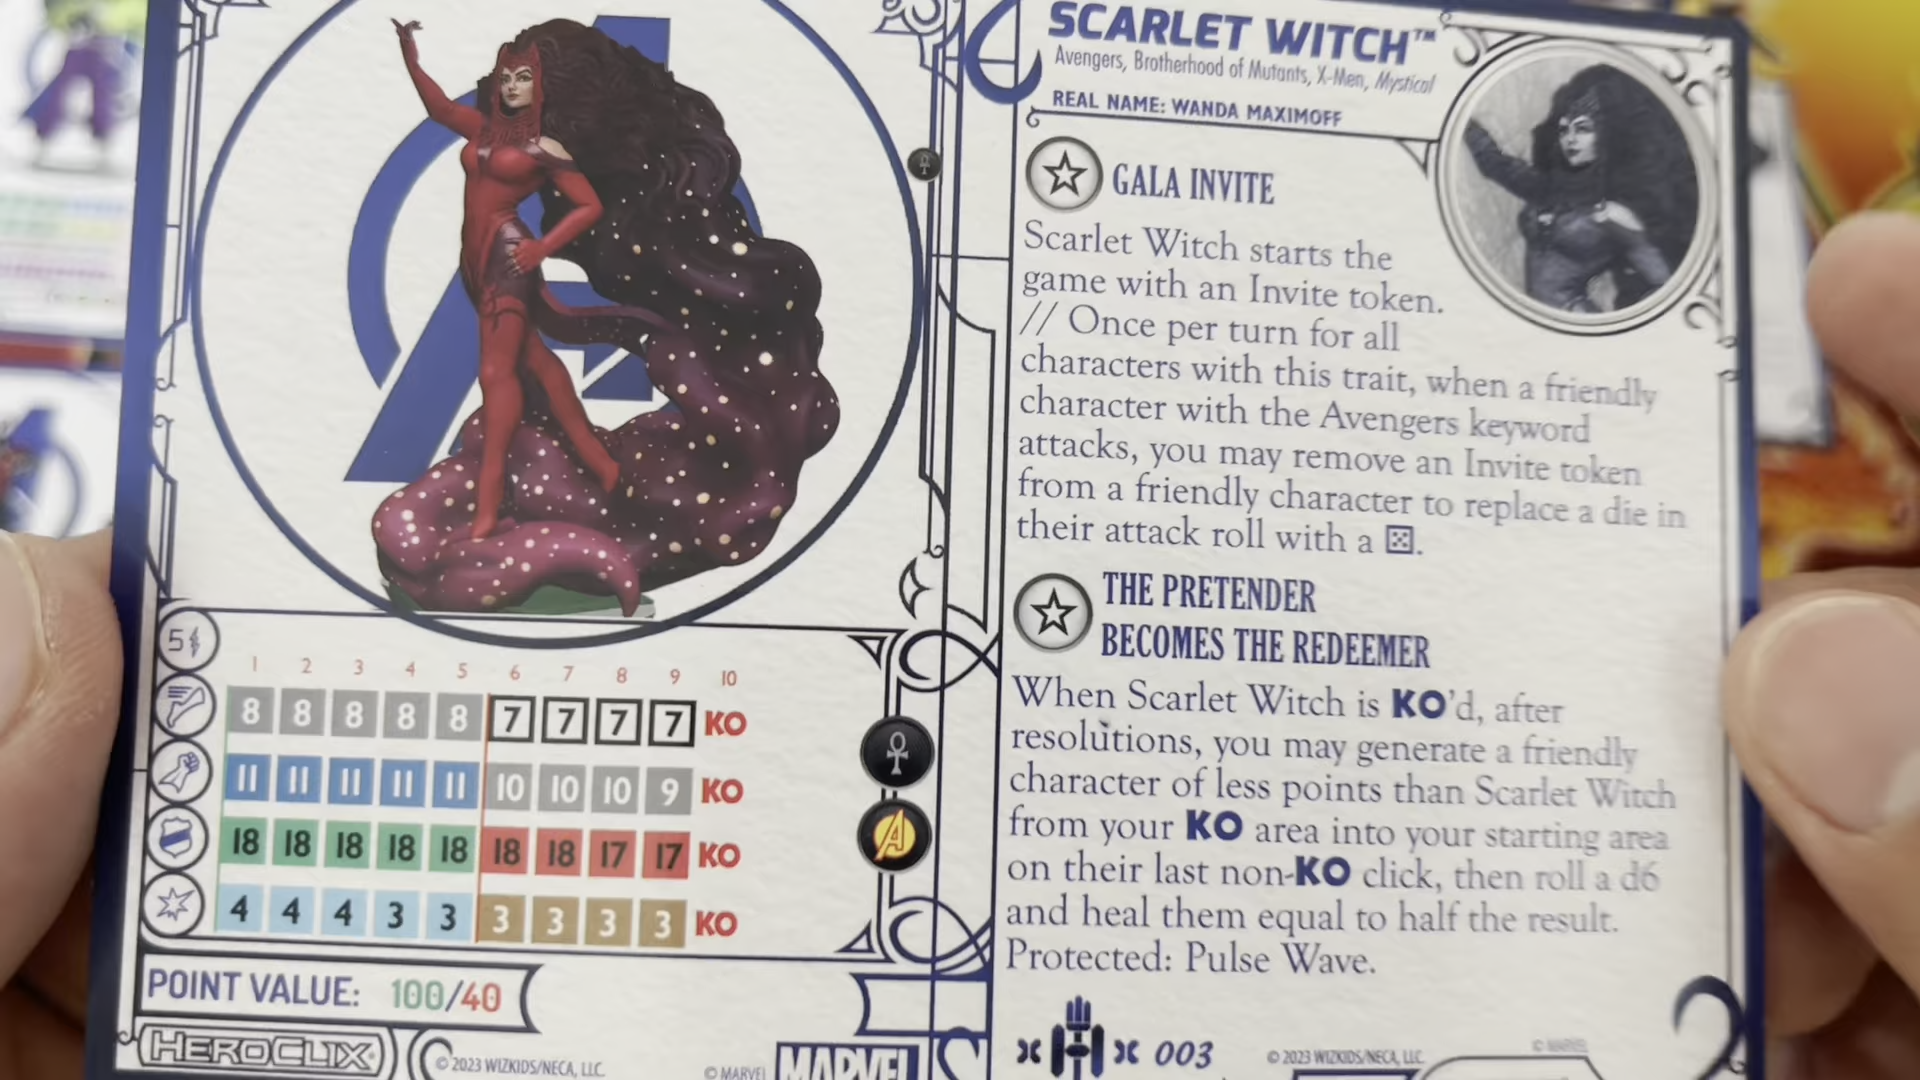 SCARLET WITCH™
Avengers, Brotherhood of Mutants, X-Men, Mystical
REAL NAME: WANDA MAXIMOFF
GALA INVITE
Scarlet Witch starts the
game with an Invite token.
// Once per turn for all
characters with this trait, when a friendly
character with the Avengers keyword
attacks, you may remove an Invite token
from a friendly character to replace a die in
their attack roll with a ⚄.
THE PRETENDER
BECOMES THE REDEEMER
When Scarlet Witch is KO'd, after
resolutions, you may generate a friendly
character of less points than Scarlet Witch
from your KO area into your starting area
on their last non-KO click, then roll a d6
and heal them equal to half the result.
Protected: Pulse Wave.
5
1 2 3 4 5 6 7 8 9 10
8 8 8 8 8 7 7 7 7 KO
11 11 11 11 11 10 10 10 9 KO
18 18 18 18 18 18 18 17 17 KO
4 4 4 3 3 3 3 3 3 KO
POINT VALUE: 100/40
HEROCLIX
© 2023 WIZKIDS/NECA, LLC.
© MARVEL
MARVEL
003
© 2023 WIZKIDS/NECA, LLC.
© MARVEL